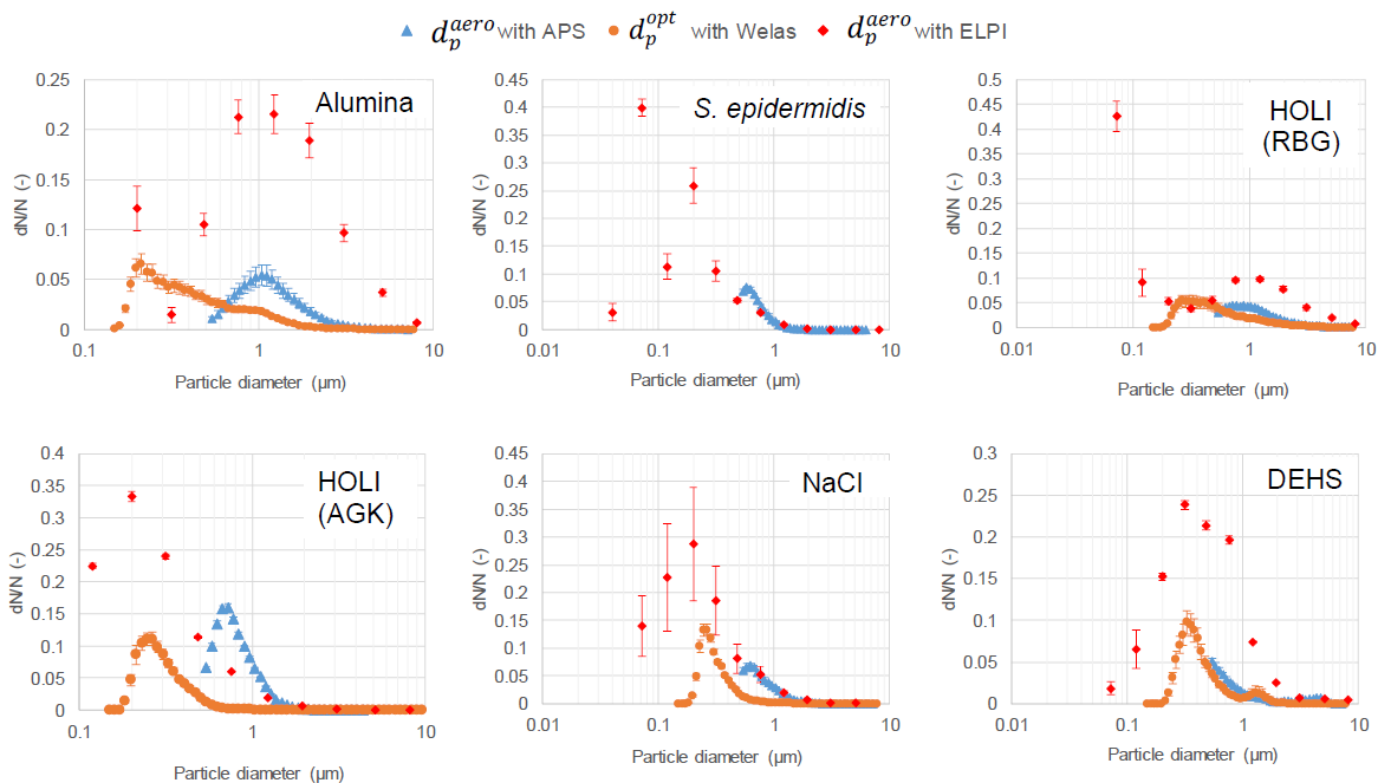 ▲ d_p^aero with APS ● d_p^opt with Welas ◆ d_p^aero with ELPI
Alumina
dN/N (-)
0.25
0.2
0.15
0.1
0.05
0
0.1 1 10
Particle diameter (µm)
S. epidermidis
dN/N (-)
0.45
0.4
0.35
0.3
0.25
0.2
0.15
0.1
0.05
0
0.01 0.1 1 10
Particle diameter (µm)
HOLI
(RBG)
dN/N (-)
0.5
0.45
0.4
0.35
0.3
0.25
0.2
0.15
0.1
0.05
0
0.01 0.1 1 10
Particle diameter (µm)
HOLI
(AGK)
dN/N (-)
0.4
0.35
0.3
0.25
0.2
0.15
0.1
0.05
0
0.1 1 10
Particle diameter (µm)
NaCl
dN/N (-)
0.45
0.4
0.35
0.3
0.25
0.2
0.15
0.1
0.05
0
0.01 0.1 1 10
Particle diameter (µm)
DEHS
dN/N (-)
0.3
0.25
0.2
0.15
0.1
0.05
0
0.01 0.1 1 10
Particle diameter (µm)